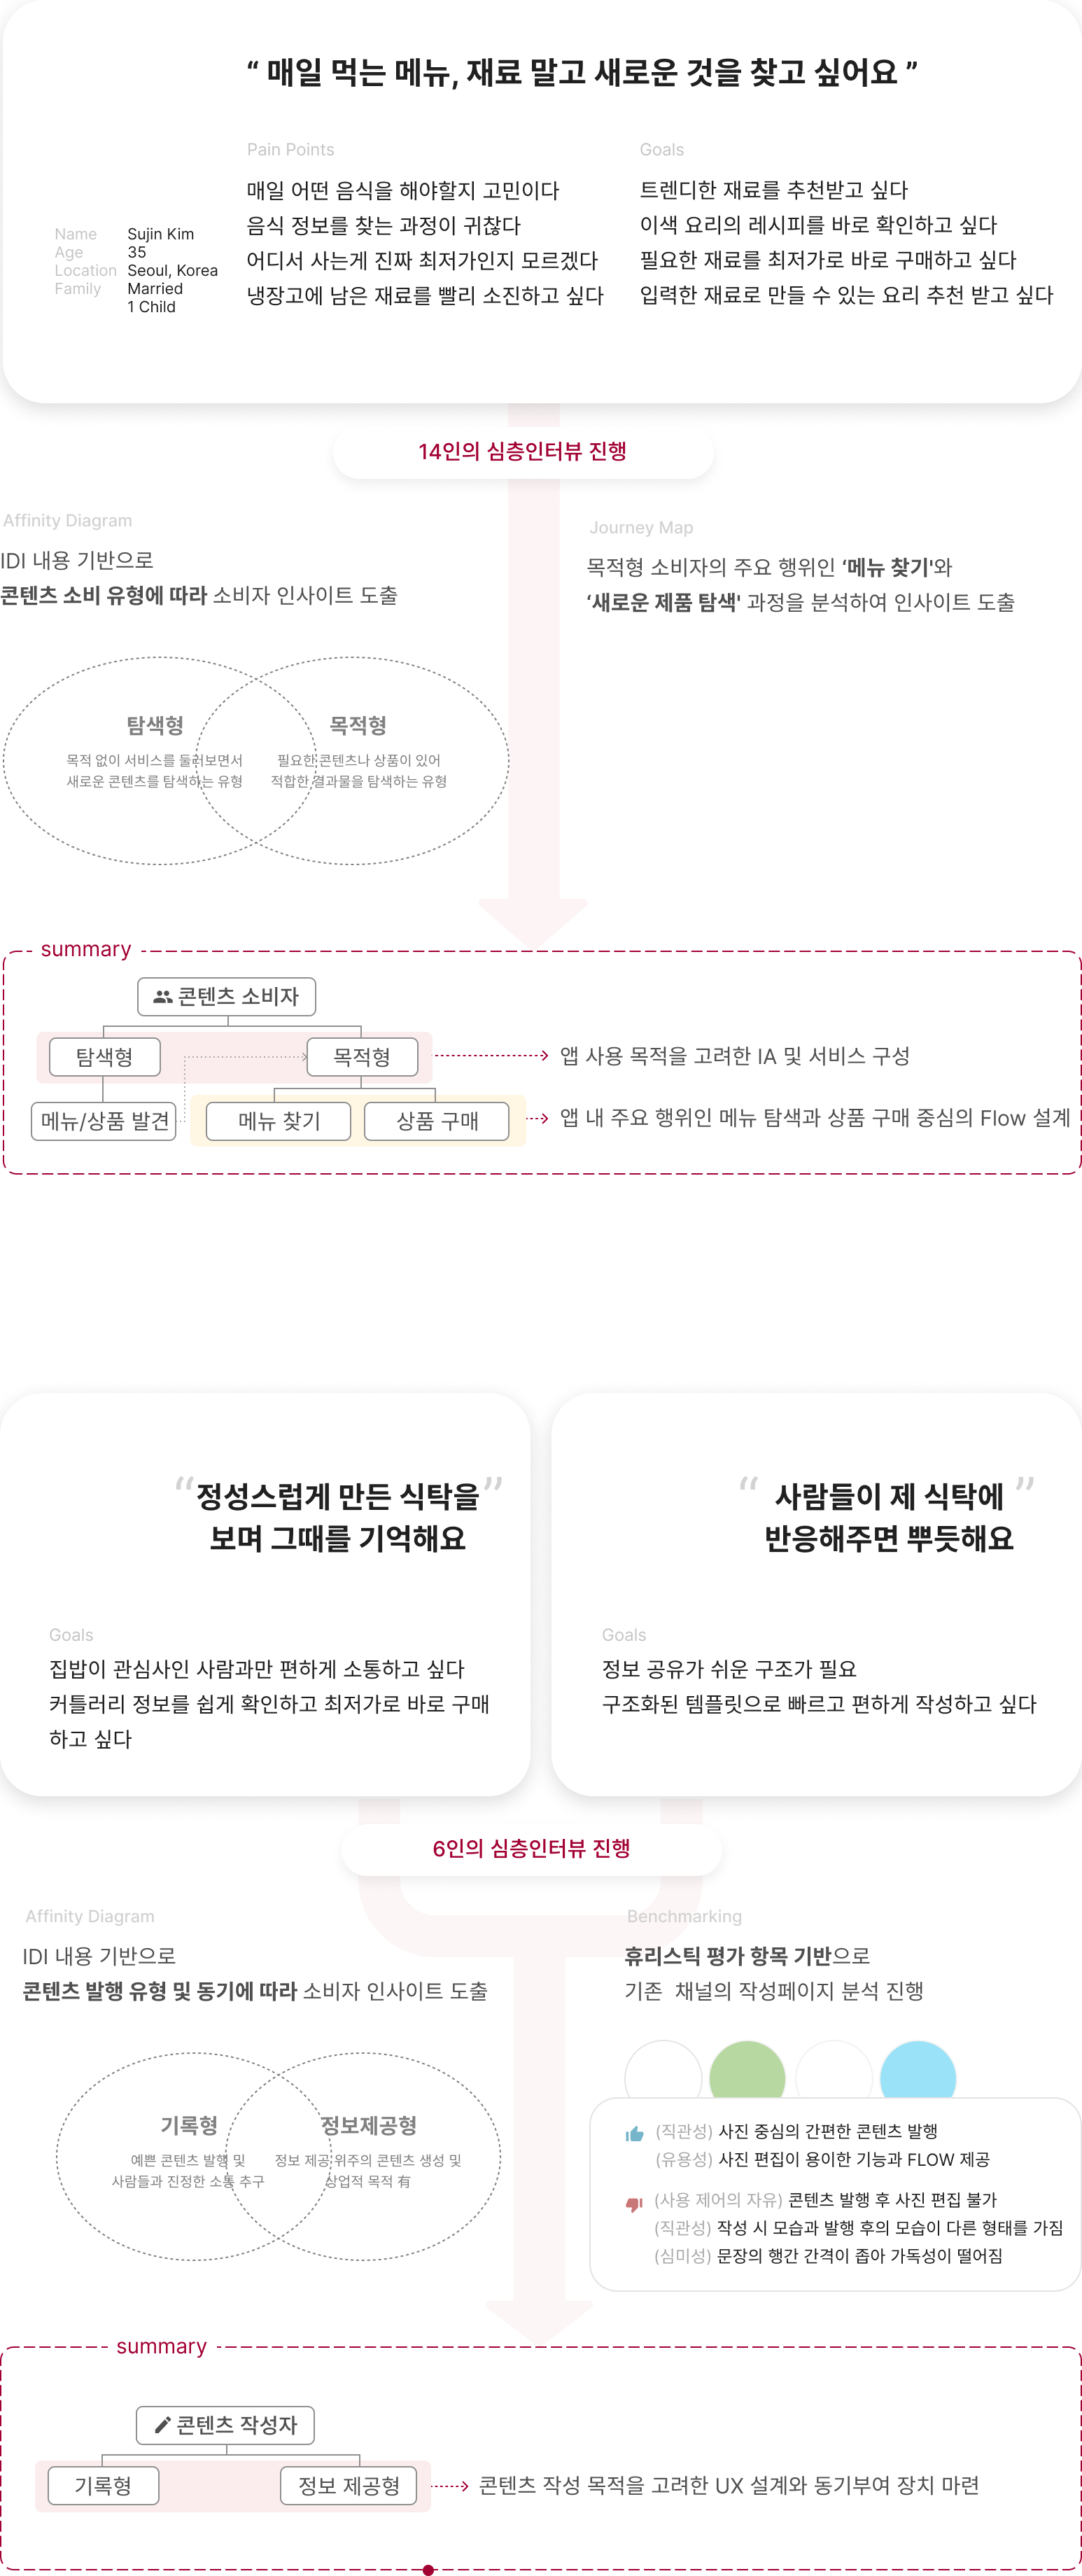 “ 매일 먹는 메뉴, 재료 말고 새로운 것을 찾고 싶어요 ”
Pain Points
매일 어떤 음식을 해야할지 고민이다
음식 정보를 찾는 과정이 귀찮다
어디서 사는게 진짜 최저가인지 모르겠다
냉장고에 남은 재료를 빨리 소진하고 싶다
Goals
트렌디한 재료를 추천받고 싶다
이색 요리의 레시피를 바로 확인하고 싶다
필요한 재료를 최저가로 바로 구매하고 싶다
입력한 재료로 만들 수 있는 요리 추천 받고 싶다
Name Sujin Kim
Age 35
Location Seoul, Korea
Family Married
1 Child
14인의 심층인터뷰 진행
Affinity Diagram
IDI 내용 기반으로
콘텐츠 소비 유형에 따라 소비자 인사이트 도출
Journey Map
목적형 소비자의 주요 행위인 ‘메뉴 찾기'와
‘새로운 제품 탐색' 과정을 분석하여 인사이트 도출
탐색형
목적 없이 서비스를 둘러보면서
새로운 콘텐츠를 탐색하는 유형
목적형
필요한 콘텐츠나 상품이 있어
적합한 결과물을 탐색하는 유형
summary
콘텐츠 소비자
탐색형
목적형
앱 사용 목적을 고려한 IA 및 서비스 구성
메뉴/상품 발견
메뉴 찾기
상품 구매
앱 내 주요 행위인 메뉴 탐색과 상품 구매 중심의 Flow 설계
“정성스럽게 만든 식탁을”
보며 그때를 기억해요
Goals
집밥이 관심사인 사람과만 편하게 소통하고 싶다
커틀러리 정보를 쉽게 확인하고 최저가로 바로 구매
하고 싶다
“ 사람들이 제 식탁에 ”
반응해주면 뿌듯해요
Goals
정보 공유가 쉬운 구조가 필요
구조화된 템플릿으로 빠르고 편하게 작성하고 싶다
6인의 심층인터뷰 진행
Affinity Diagram
IDI 내용 기반으로
콘텐츠 발행 유형 및 동기에 따라 소비자 인사이트 도출
Benchmarking
휴리스틱 평가 항목 기반으로
기존 채널의 작성페이지 분석 진행
기록형
예쁜 콘텐츠 발행 및
사람들과 진정한 소통 추구
정보제공형
정보 제공 위주의 콘텐츠 생성 및
상업적 목적 有
(직관성) 사진 중심의 간편한 콘텐츠 발행
(유용성) 사진 편집이 용이한 기능과 FLOW 제공
(사용 제어의 자유) 콘텐츠 발행 후 사진 편집 불가
(직관성) 작성 시 모습과 발행 후의 모습이 다른 형태를 가짐
(심미성) 문장의 행간 간격이 좁아 가독성이 떨어짐
summary
콘텐츠 작성자
기록형
정보 제공형
콘텐츠 작성 목적을 고려한 UX 설계와 동기부여 장치 마련